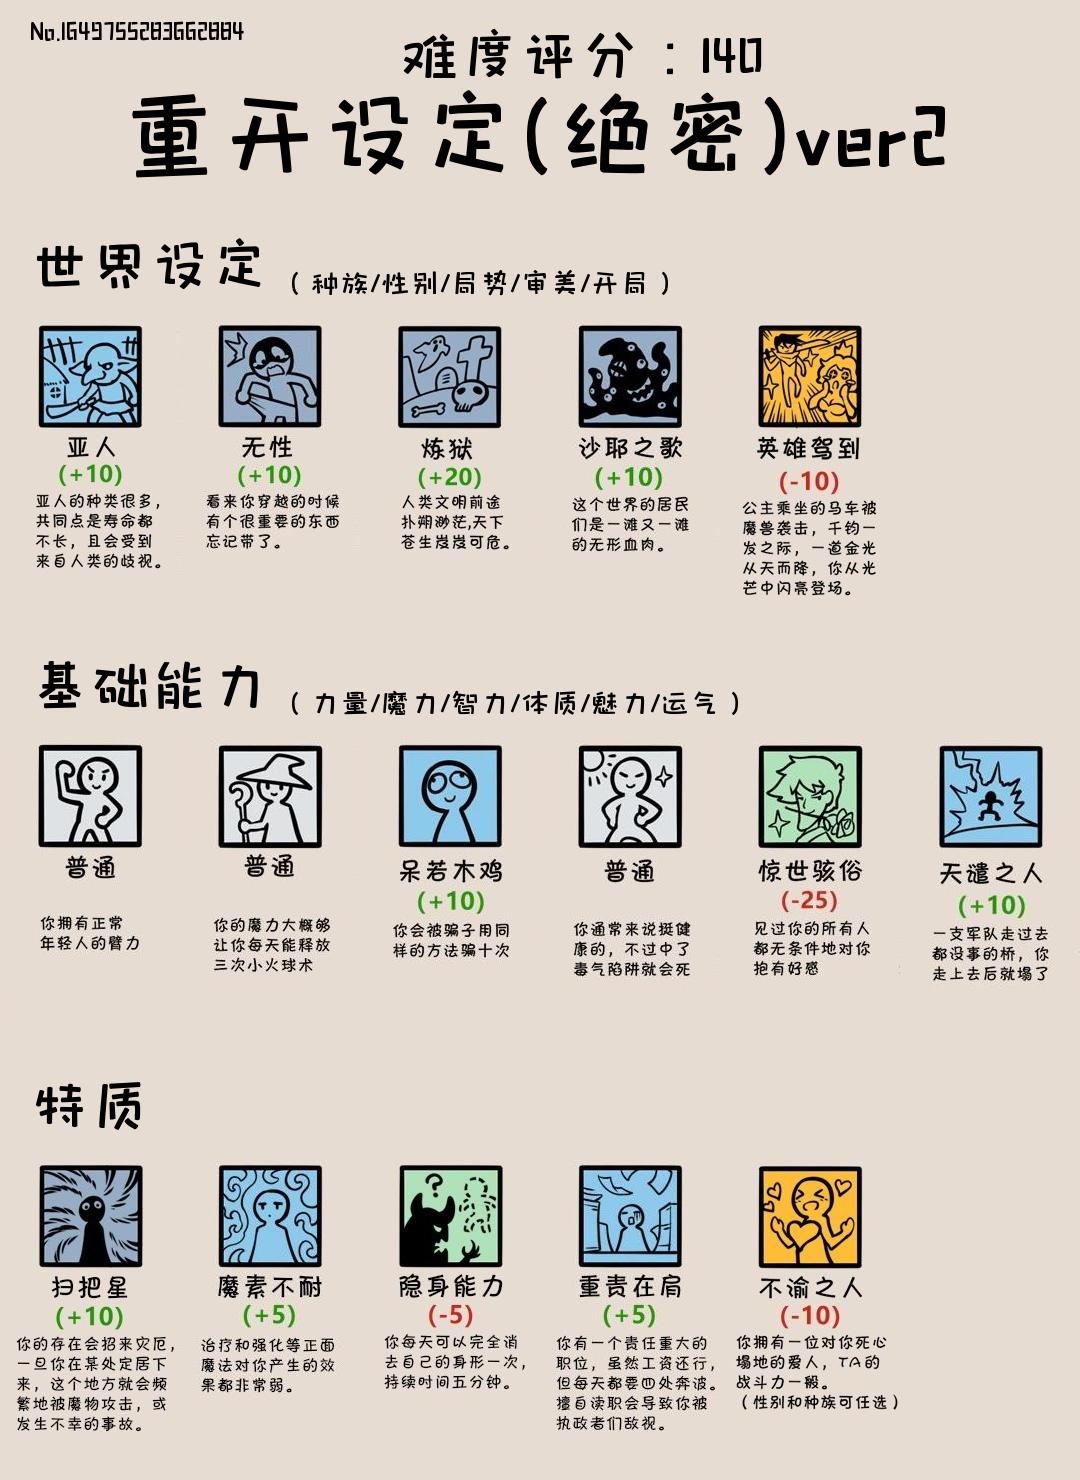 No.1649755283662884
难度评分:140
重开设定(绝密)ver2
世界设定(种族/性别/局势/审美/开局)
亚人 无性 炼狱 沙耶之歌 英雄驾到
(+10) (+10) (+20) (+10) (-10)
亚人的种类很多,
共同点是寿命都
不长,且会受到
来自人类的歧视。
看来你穿越的时候
有个很重要的东西
忘记带了。
人类文明前途
扑朔渺茫,天下
苍生岌岌可危。
这个世界的居民
们是一滩又一滩
的无形血肉。
公主乘坐的马车被
魔兽袭击,千钧一
发之际,一道金光
从天而降,你从光
芒中闪亮登场。
基础能力(力量/魔力/智力/体质/魅力/运气)
普通 普通 呆若木鸡 普通 惊世骇俗 天谴之人
(+10) (-25) (+10)
你拥有正常
年轻人的臂力
你的魔力大概够
让你每天能释放
三次小火球术
你会被骗子用同
样的方法骗十次
你通常来说挺健
康的,不过中了
毒气陷阱就会死
见过你的所有人
都无条件地对你
抱有好感
一支军队走过去
都没事的桥,你
走上去后就塌了
特质
扫把星 魔素不耐 隐身能力 重责在肩 不渝之人
(+10) (+5) (-5) (+5) (-10)
你的存在会招来灾厄,
一旦你在某处定居下
来,这个地方就会频
繁地被魔物攻击,或
发生不幸的事故。
治疗和强化等正面
魔法对你产生的效
果都非常弱。
你每天可以完全消
去自己的身形一次,
持续时间五分钟。
你有一个责任重大的
职位,虽然工资还行,
但每天都要四处奔波。
擅自读职会导致你被
执政者们敌视。
你拥有一位对你死心
塌地的爱人,TA的
战斗力一般。
(性别和种族可任选)